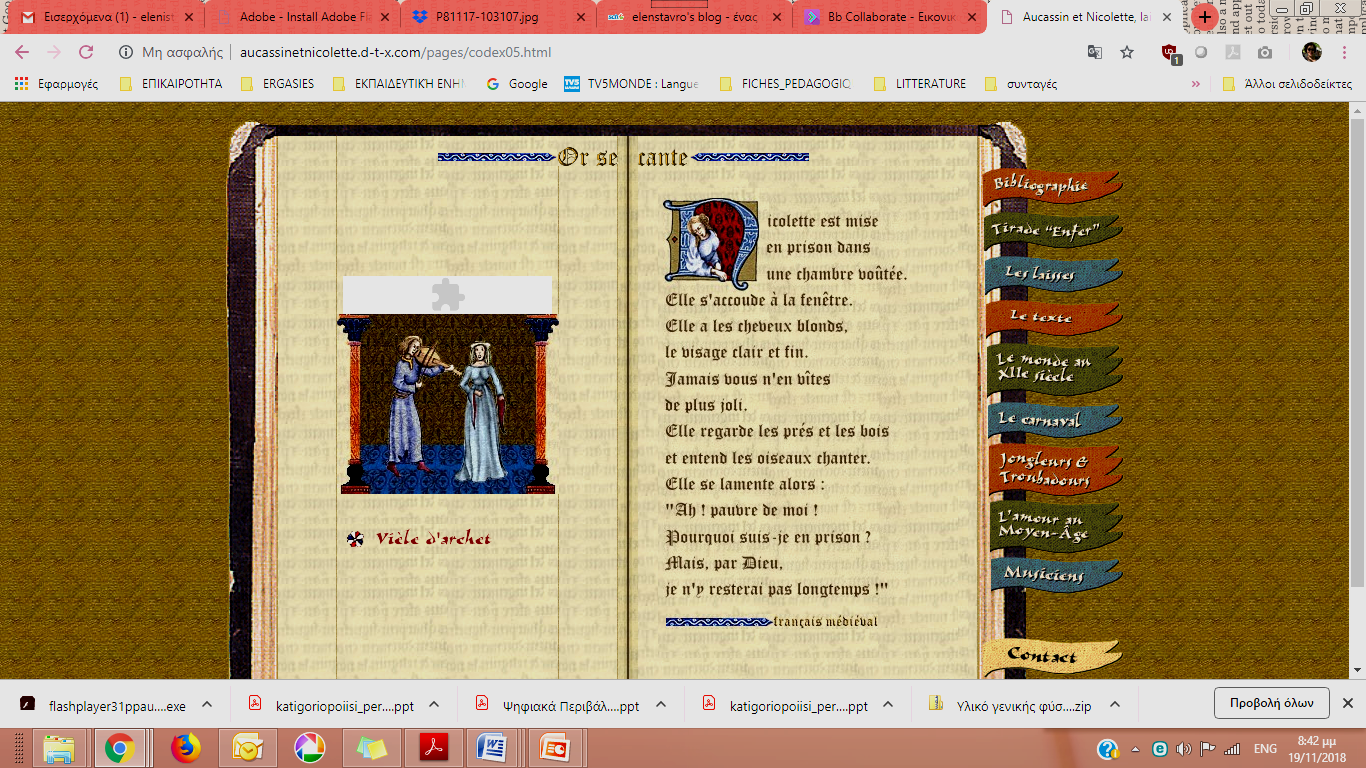 Εισερχόμενα (1) - elenist
Adobe - Install Adobe Fl
P81117-103107.jpg
elenstavro's blog - ένας
Bb Collaborate - Εικονικ
Aucassin et Nicolette, la
Μη ασφαλής
aucassinetnicolette.d-t-x.com/pages/codex05.html
Εφαρμογές
ΕΠΙΚΑΙΡΟΤΗΤΑ
ERGASIES
ΕΚΠΑΙΔΕΥΤΙΚΗ ΕΝΗΜ
Google
TV5MONDE : Langue
FICHES_PEDAGOGIQ
LITTERATURE
συνταγές
»
Άλλοι σελιδοδείκτες
Or se cante
Nicolette est mise
en prison dans
une chambre voûtée.
Elle s'accoude à la fenêtre.
Elle a les cheveux blonds,
le visage clair et fin.
Jamais vous n'en vîtes
de plus joli.
Elle regarde les prés et les bois
et entend les oiseaux chanter.
Elle se lamente alors :
"Ah ! pauvre de moi !
Pourquoi suis-je en prison ?
Mais, par Dieu,
je n'y resterai pas longtemps !"
français médiéval
Vièle d'archet
Bibliographie
Tirade "Enfer"
Les laisses
Le texte
Le monde au
XIIe siècle
Le carnaval
Jongleurs &
Troubadours
L'amour au
Moyen-Âge
Musiciens
Contact
flashplayer31ppau....exe
katigoriopoiisi_per....ppt
Ψηφιακά Περιβάλ....ppt
katigoriopoiisi_per....ppt
Υλικό γενικής φύσ....zip
Προβολή όλων
ENG
8:42 μμ
19/11/2018